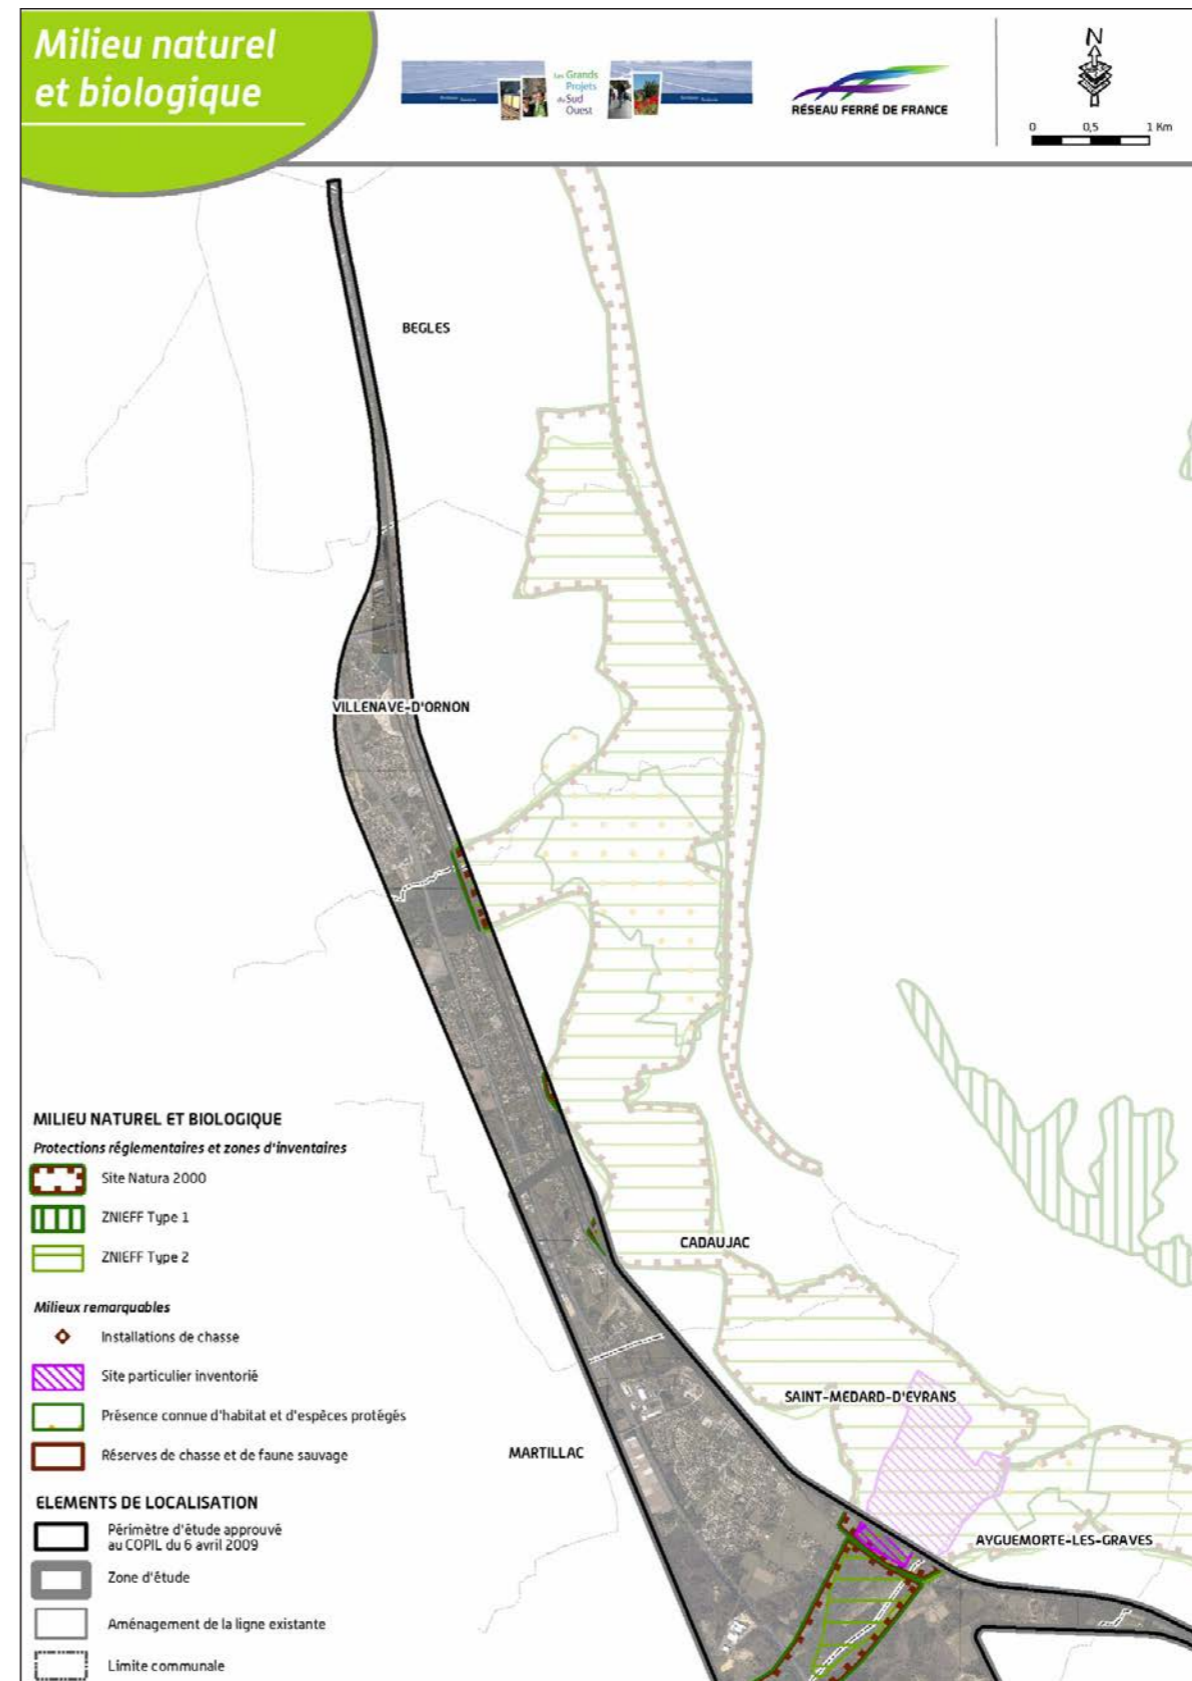 Milieu naturel
et biologique
Les Grands
Projets
du Sud
Ouest
RÉSEAU FERRÉ DE FRANCE
N
0 0,5 1 Km
BEGLES
VILLENAVE-D'ORNON
CADAUJAC
SAINT-MEDARD-D'EYRANS
MARTILLAC
AYGUEMORTE-LES-GRAVES
MILIEU NATUREL ET BIOLOGIQUE
Protections réglementaires et zones d'inventaires
Site Natura 2000
ZNIEFF Type 1
ZNIEFF Type 2
Milieux remarquables
Installations de chasse
Site particulier inventorié
Présence connue d'habitat et d'espèces protégés
Réserves de chasse et de faune sauvage
ELEMENTS DE LOCALISATION
Périmètre d'étude approuvé
au COPIL du 6 avril 2009
Zone d'étude
Aménagement de la ligne existante
Limite communale